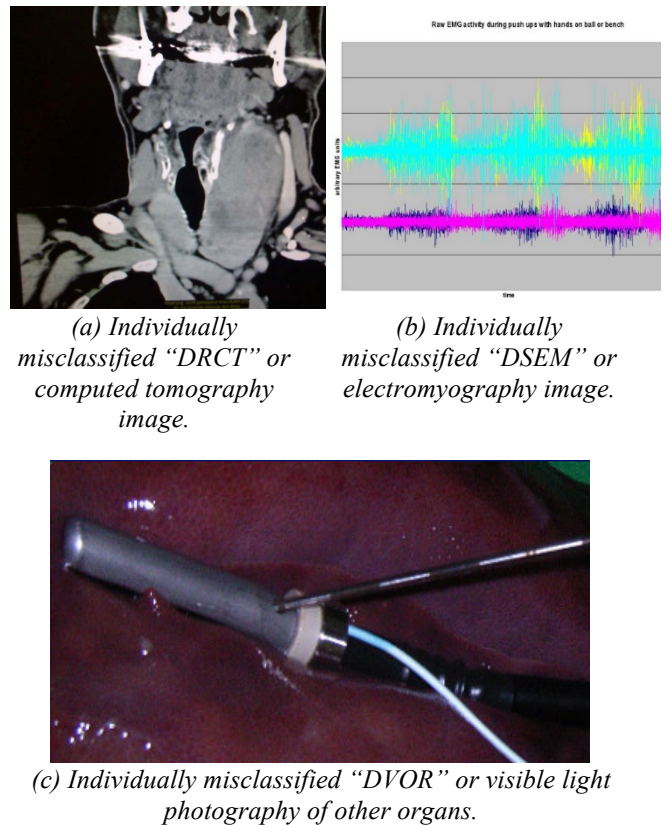 Raw EMG activity during push ups with hands on ball or bench
arbitrary EMG units
time
(a) Individually
misclassified “DRCT” or
computed tomography
image.
(b) Individually
misclassified “DSEM” or
electromyography image.
(c) Individually misclassified “DVOR” or visible light
photography of other organs.